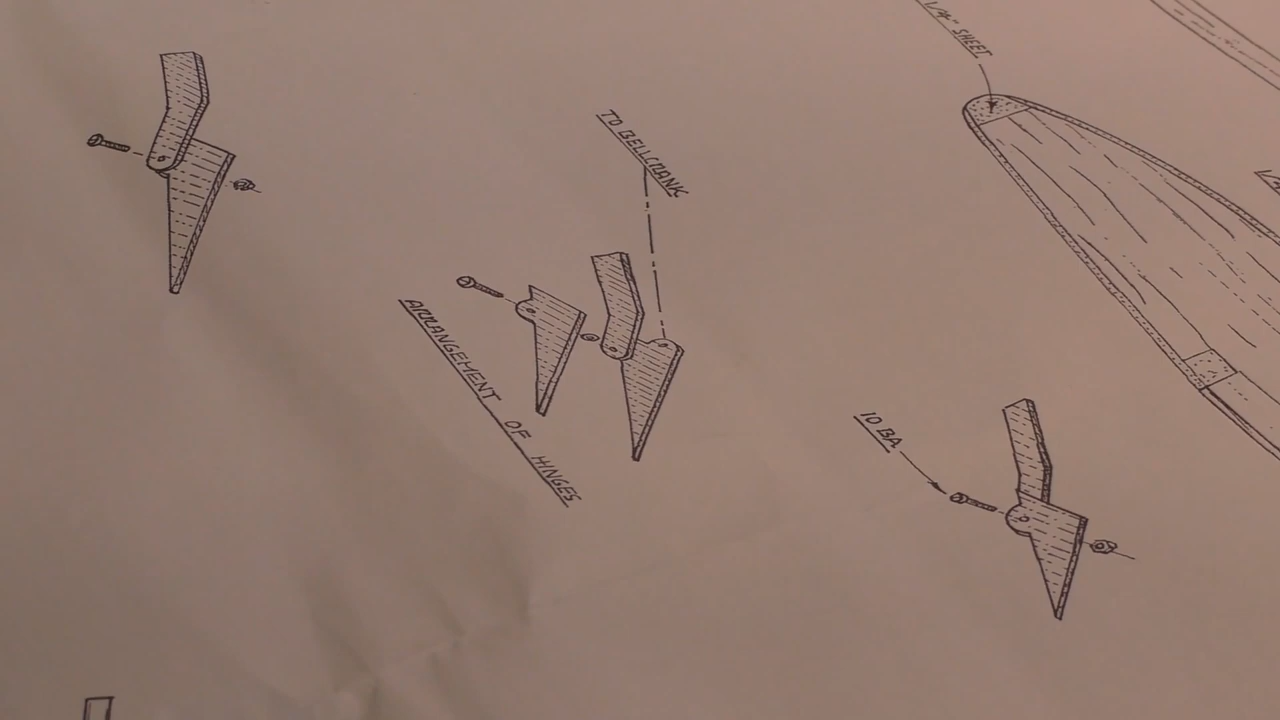 1/4" SHEET
TO BELLCRANK
ARRANGEMENT OF HINGES
10 BA